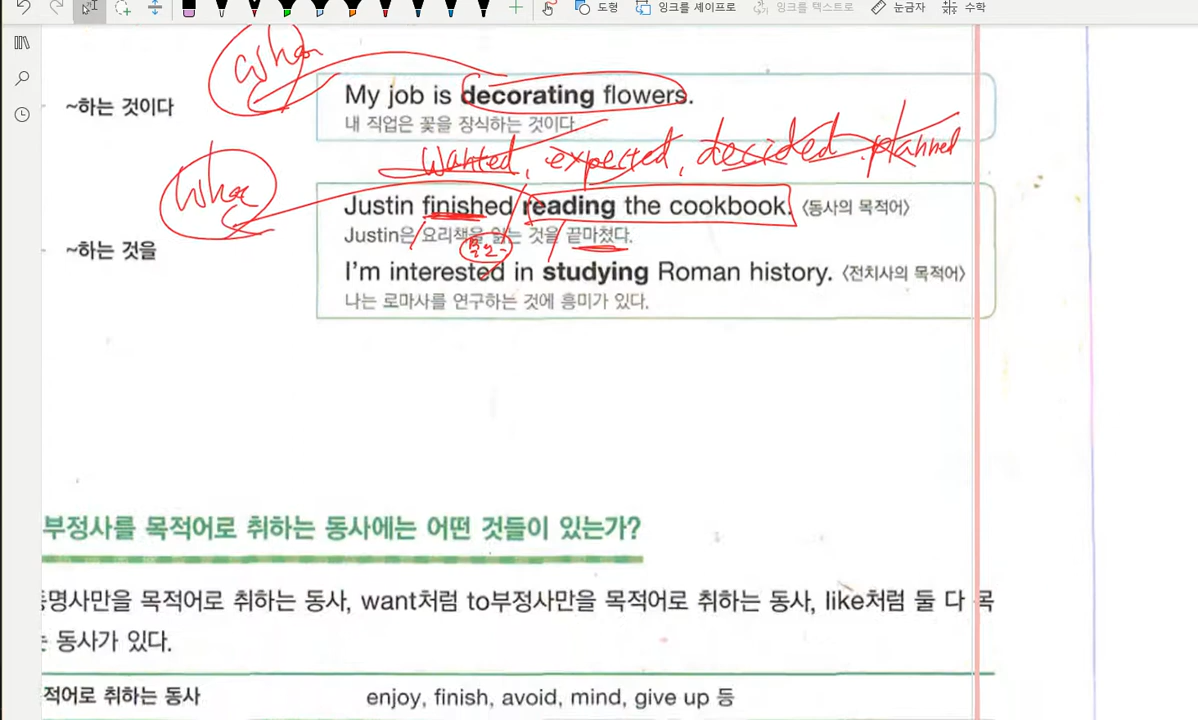 도형 잉크를 셰이프로 잉크를 텍스트로 눈금자 수학
~하는 것이다
My job is decorating flowers.
내 직업은 꽃을 장식하는 것이다
wanted, expected, decided, planned
~하는 것을
Justin finished reading the cookbook. <동사의 목적어>
Justin은 요리책을 읽는 것을 끝마쳤다.
I'm interested in studying Roman history. <전치사의 목적어>
나는 로마사를 연구하는 것에 흥미가 있다.
부정사를 목적어로 취하는 동사에는 어떤 것들이 있는가?
동명사만을 목적어로 취하는 동사, want처럼 to부정사만을 목적어로 취하는 동사, like처럼 둘 다 목
는 동사가 있다.
적어로 취하는 동사 enjoy, finish, avoid, mind, give up 등